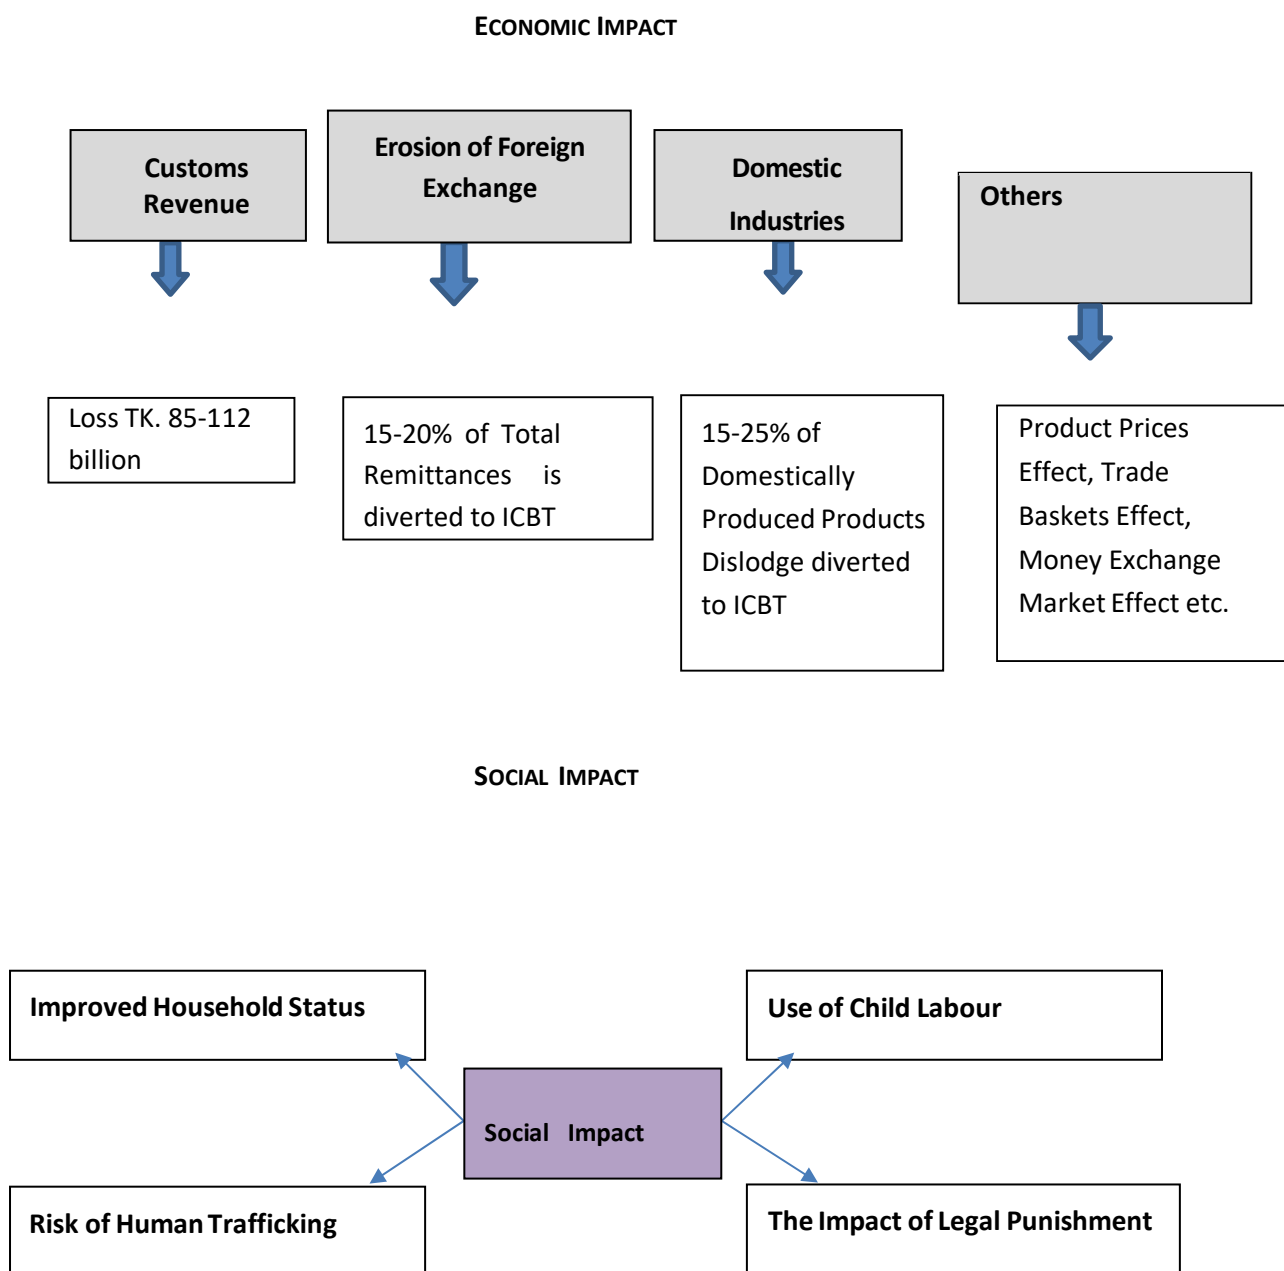 ECONOMIC IMPACT
Customs
Revenue
Erosion of Foreign
Exchange
Domestic
Industries
Others
Loss TK. 85-112
billion
15-20% of Total
Remittances is
diverted to ICBT
15-25% of
Domestically
Produced Products
Dislodge diverted
to ICBT
Product Prices
Effect, Trade
Baskets Effect,
Money Exchange
Market Effect etc.
SOCIAL IMPACT
Improved Household Status
Use of Child Labour
Social Impact
Risk of Human Trafficking
The Impact of Legal Punishment